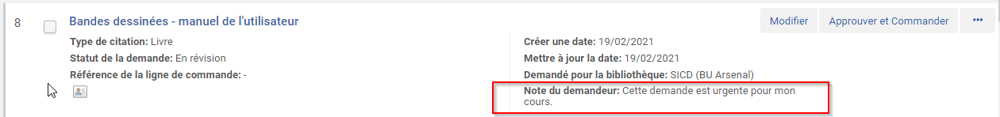 8
Bandes dessinées - manuel de l'utilisateur
Modifier
Approuver et Commander
•••
Type de citation: Livre
Statut de la demande: En révision
Référence de la ligne de commande: -
Créer une date: 19/02/2021
Mettre à jour la date: 19/02/2021
Demandé pour la bibliothèque: SICD (BU Arsenal)
Note du demandeur: Cette demande est urgente pour mon
cours.